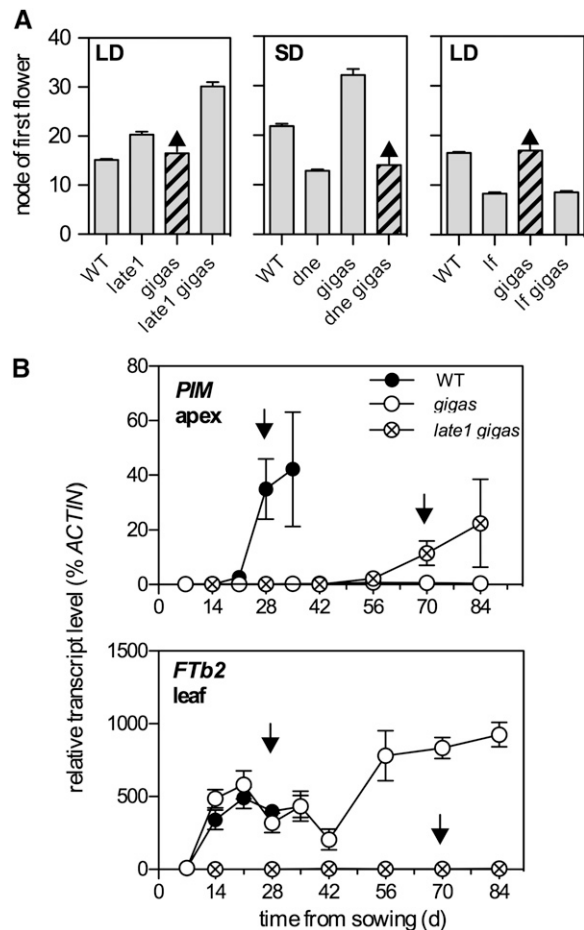 A
LD
SD
LD
node of first flower
40
30
20
10
0
WT
late1
gigas
late1 gigas
WT
dne
gigas
dne gigas
WT
lf
gigas
lf gigas
B
relative transcript level (% ACTIN)
80
60
40
20
0
PIM
apex
WT
gigas
late1 gigas
0 14 28 42 56 70 84
1500
1000
500
0
FTb2
leaf
0 14 28 42 56 70 84
time from sowing (d)